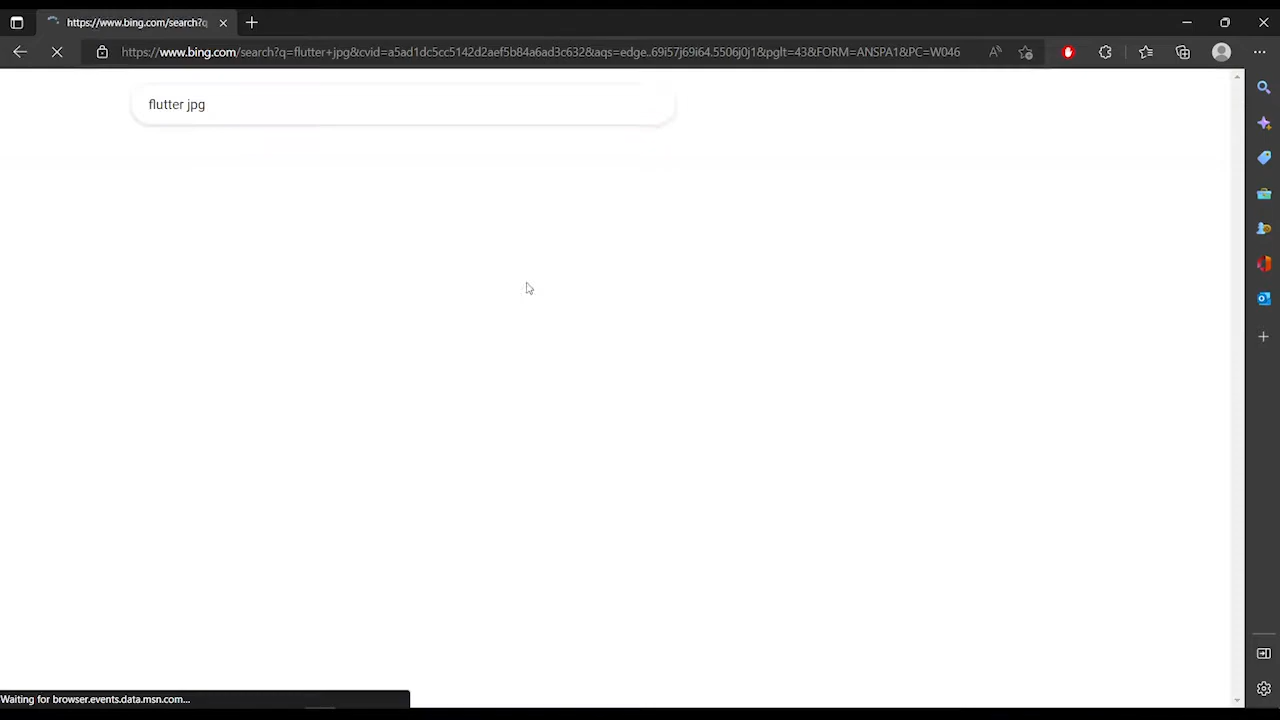 https://www.bing.com/search?q
https://www.bing.com/search?q=flutter+jpg&cvid=a5ad1dc5cc5142d2aef5b84a6ad3c632&aqs=edge..69i57j69i64.5506j0j1&pglt=43&FORM=ANSPA1&PC=W046
flutter jpg
Waiting for browser.events.data.msn.com...